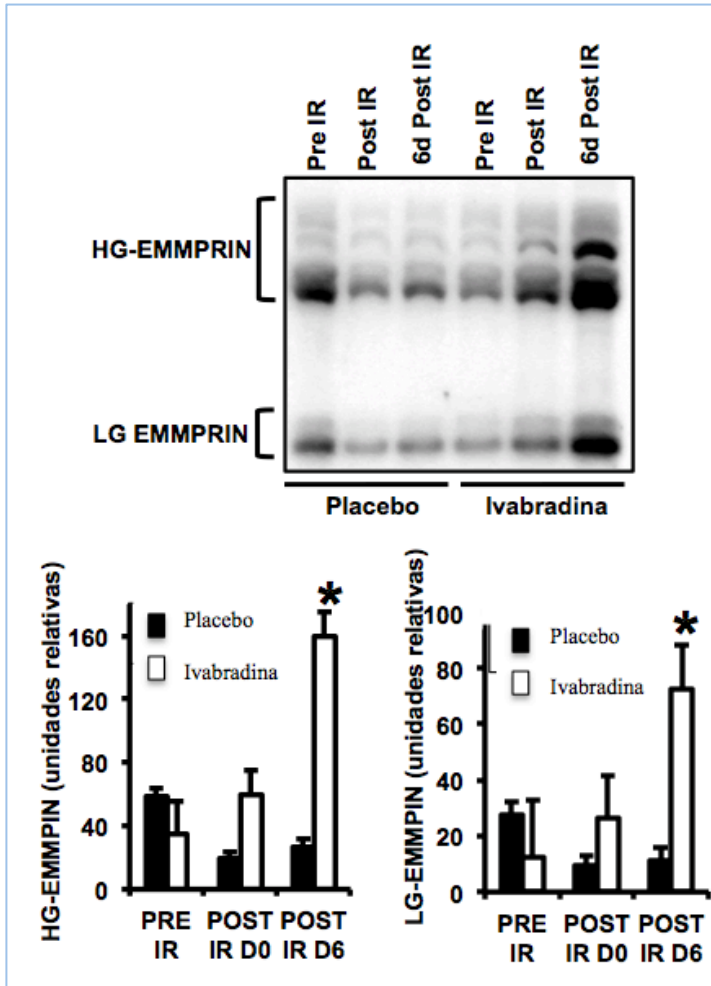 Pre IR
Post IR
6d Post IR
Pre IR
Post IR
6d Post IR
HG-EMMPRIN
LG EMMPRIN
Placebo
Ivabradina
HG-EMMPIN (unidades relativas)
160
120
60
40
0
*
Placebo
Ivabradina
PRE IR
POST IR D0
POST IR D6
LG-EMMPIN (unidades relativas)
100
80
60
40
20
0
*
Placebo
Ivabradina
PRE IR
POST IR D0
POST IR D6